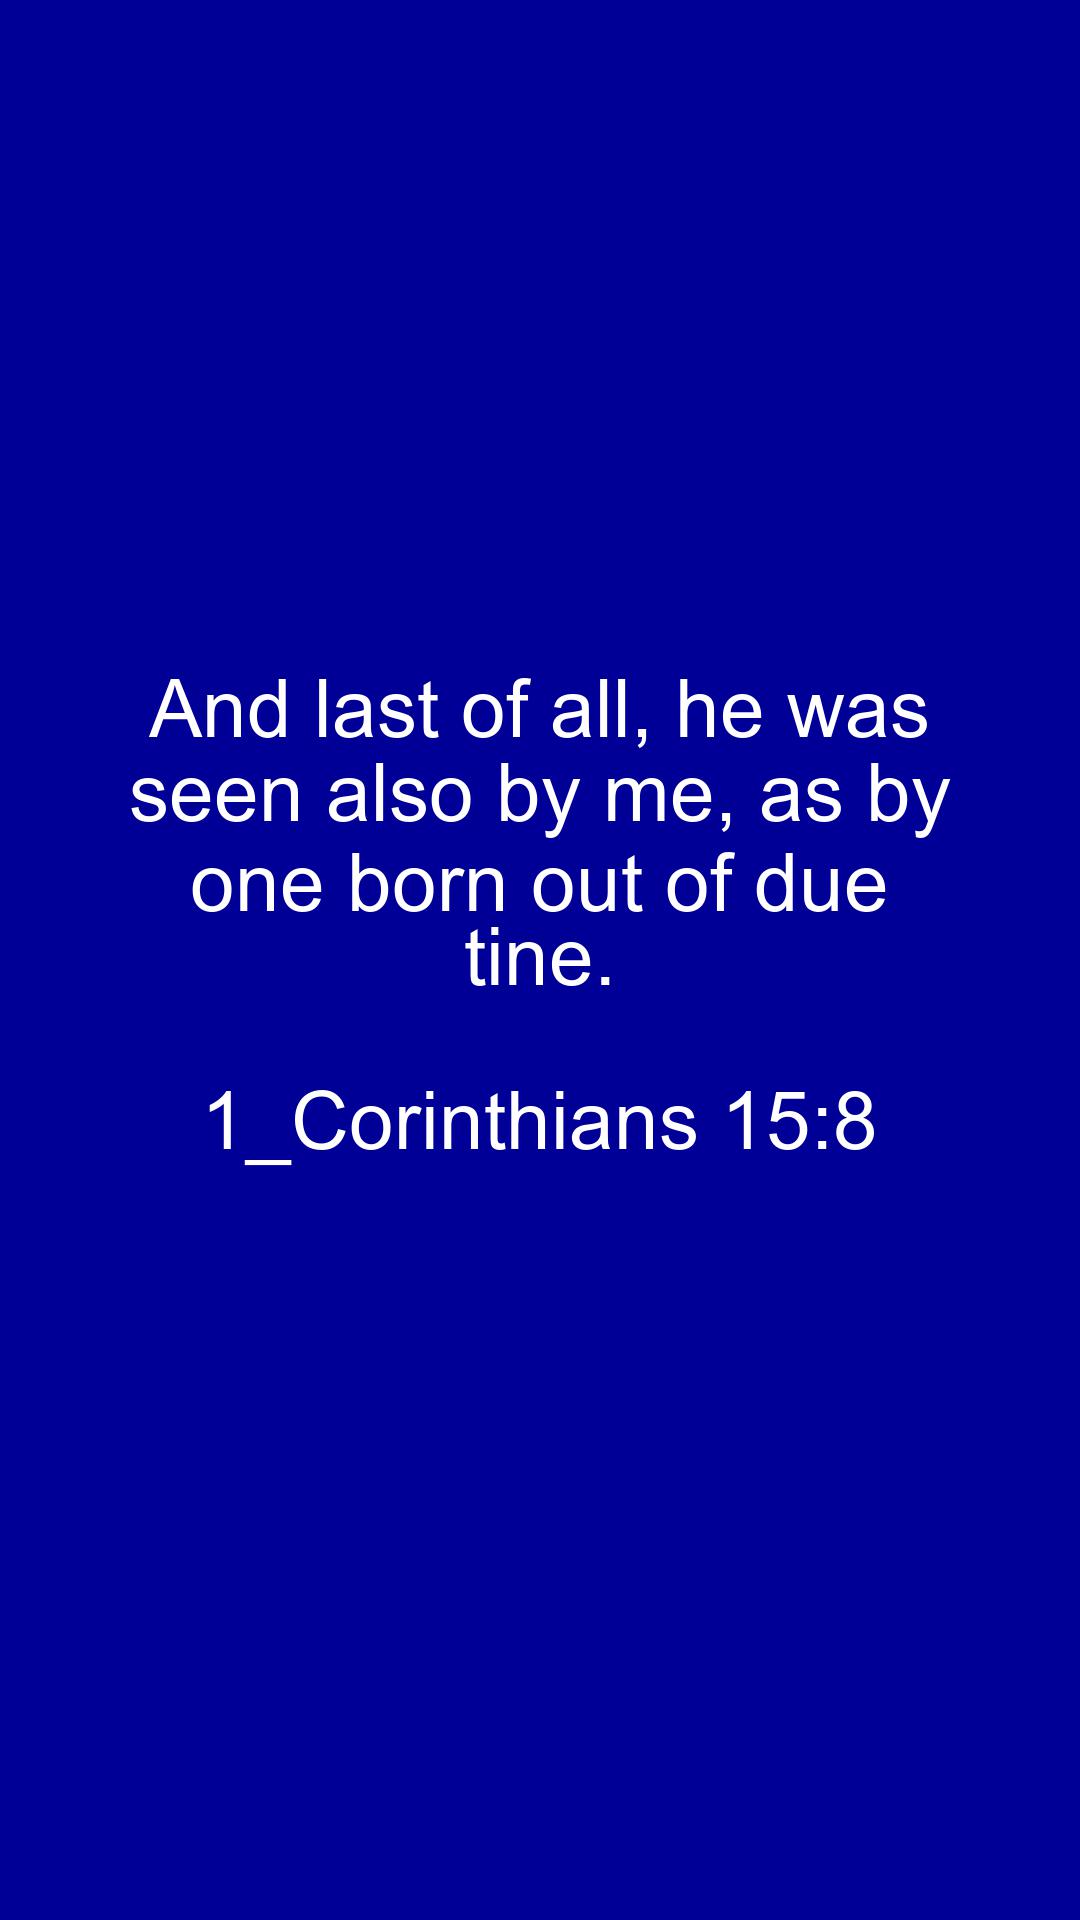 And last of all, he was
seen also by me, as by
one born out of due
tine.
1_Corinthians 15:8